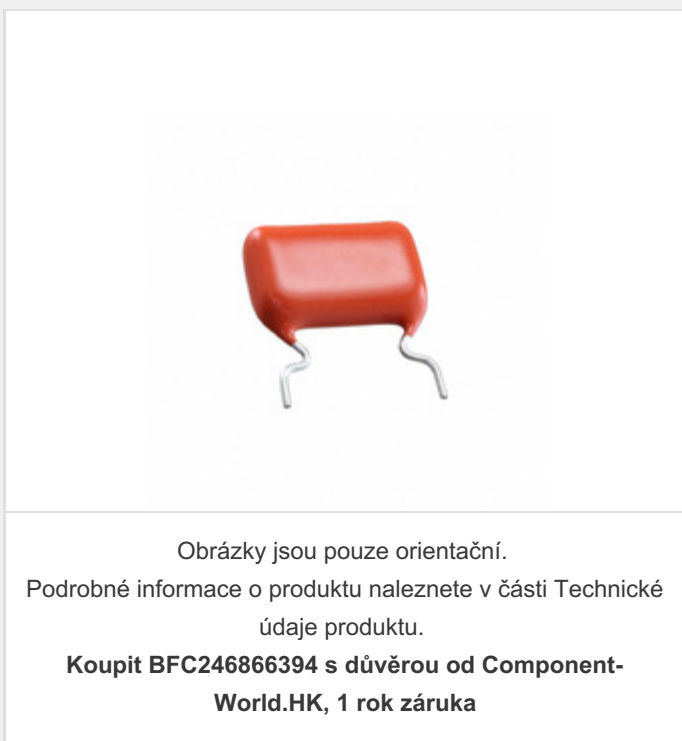 Obrázky jsou pouze orientační.
Podrobné informace o produktu naleznete v části Technické
údaje produktu.
Koupit BFC246866394 s důvěrou od Component-
World.HK, 1 rok záruka